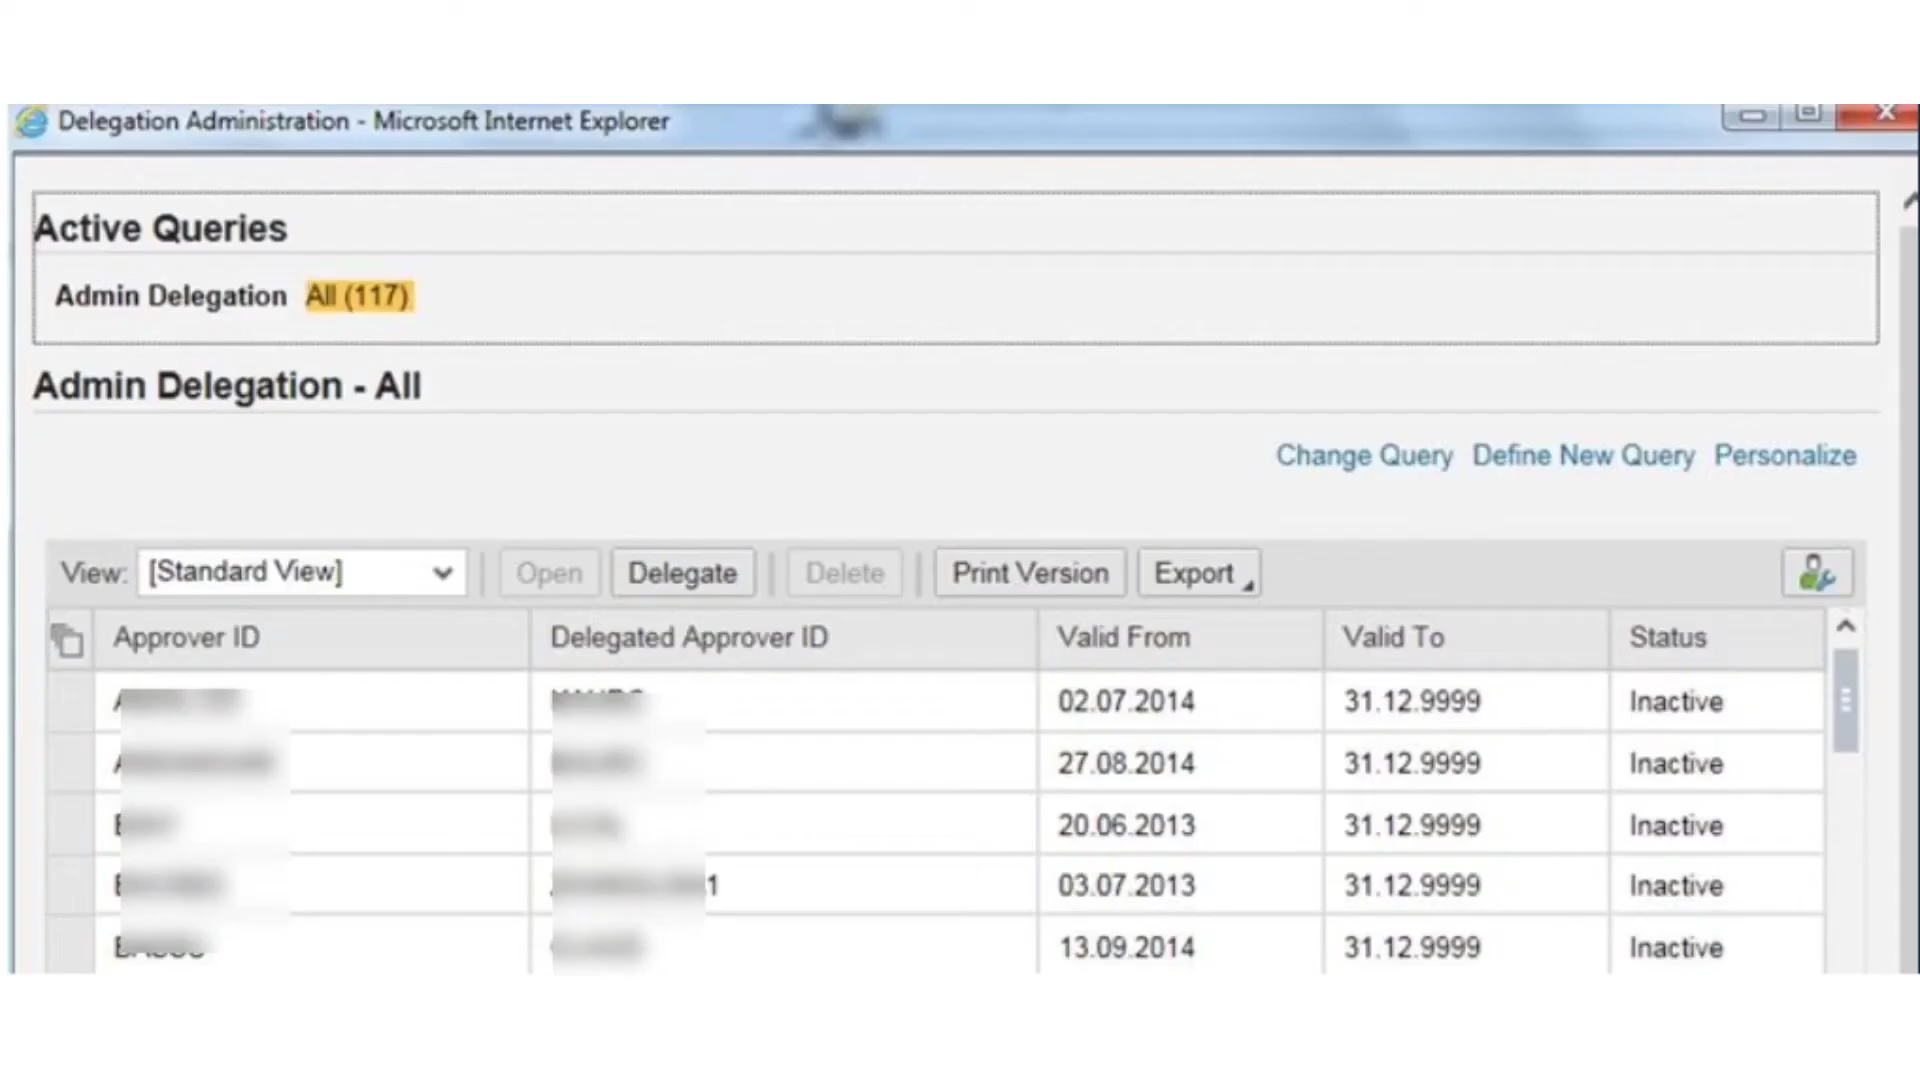 Delegation Administration - Microsoft Internet Explorer
Active Queries
Admin Delegation All (117)
Admin Delegation - All
Change Query Define New Query Personalize
View: [Standard View] Open Delegate Delete Print Version Export
Approver ID Delegated Approver ID Valid From Valid To Status
02.07.2014 31.12.9999 Inactive
27.08.2014 31.12.9999 Inactive
20.06.2013 31.12.9999 Inactive
03.07.2013 31.12.9999 Inactive
13.09.2014 31.12.9999 Inactive